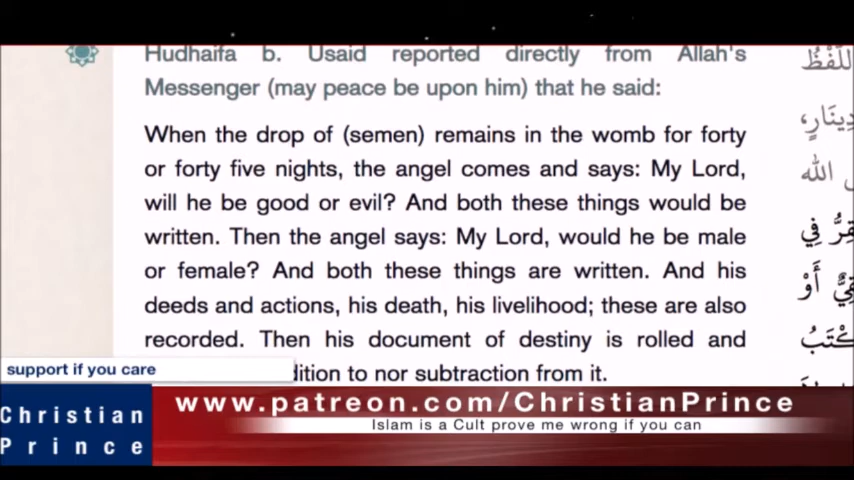 Hudhaifa b. Usaid reported directly from Allah's
Messenger (may peace be upon him) that he said:
When the drop of (semen) remains in the womb for forty
or forty five nights, the angel comes and says: My Lord,
will he be good or evil? And both these things would be
written. Then the angel says: My Lord, would he be male
or female? And both these things are written. And his
deeds and actions, his death, his livelihood; these are also
recorded. Then his document of destiny is rolled and
to nor subtraction from it.
اللَّفْظُ
دِينَارٍ،
الله
فِي
أَوْ
support if you care
Christian
Prince
www.patreon.com/ChristianPrince
Islam is a Cult prove me wrong if you can